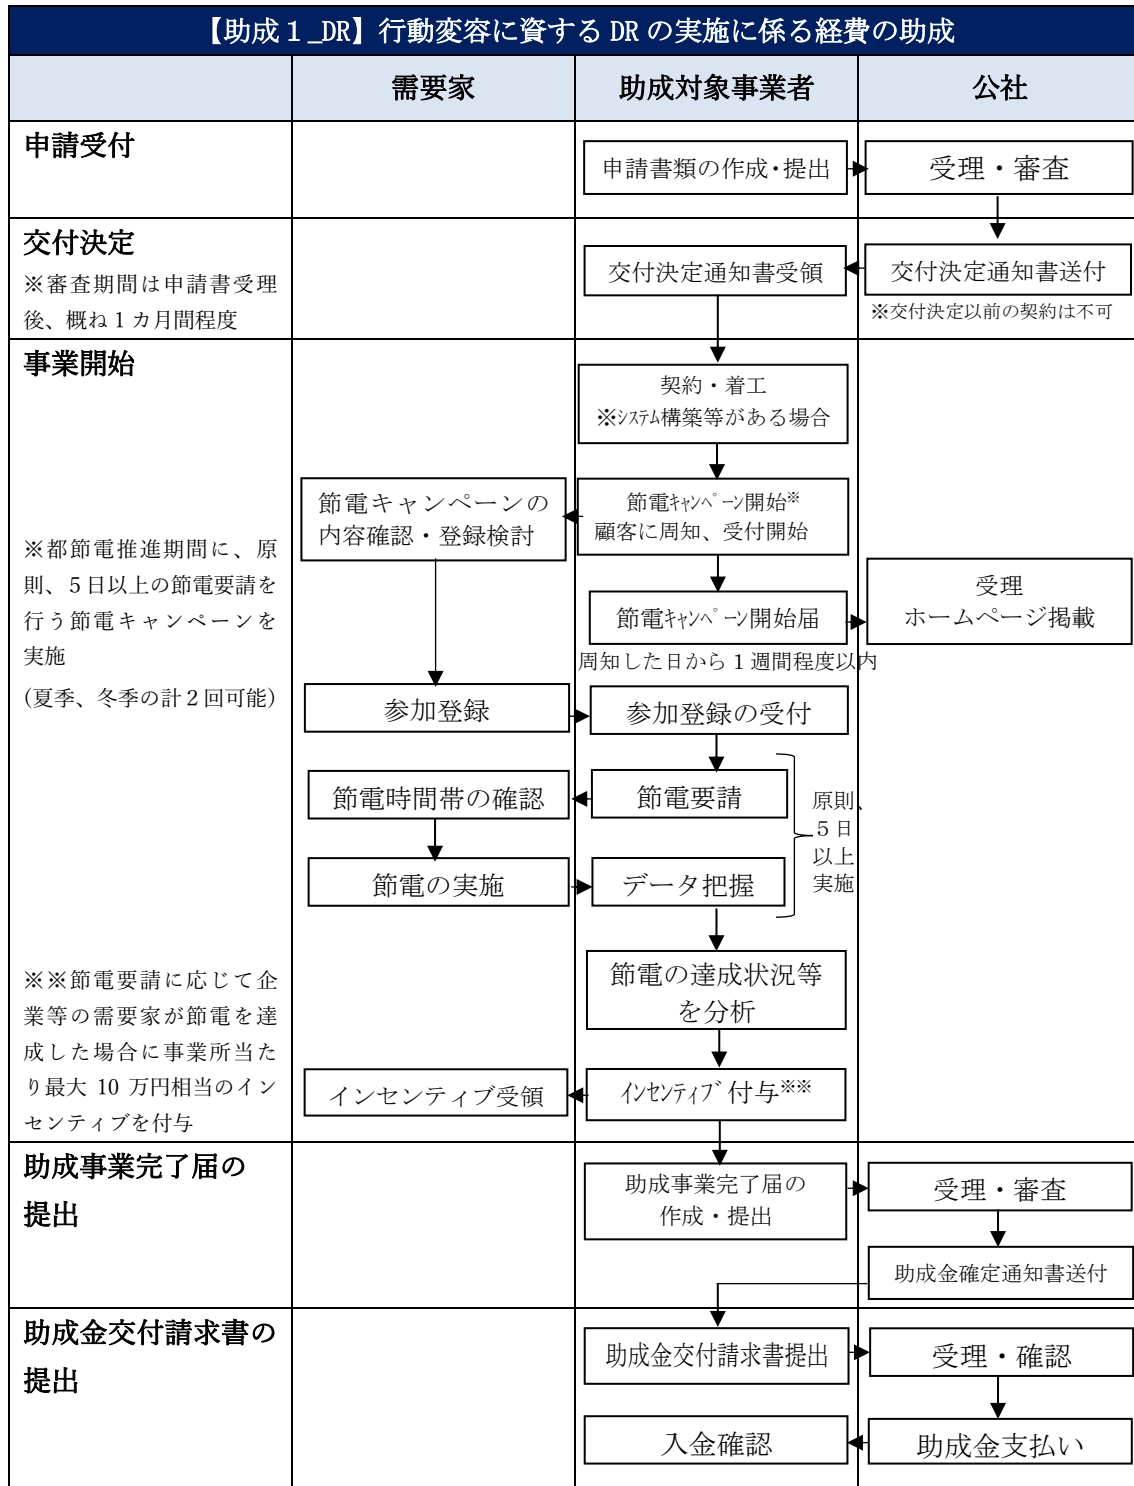 【助成１_DR】行動変容に資する DR の実施に係る経費の助成
需要家
助成対象事業者
公社
申請受付
申請書類の作成・提出
受理・審査
交付決定
※審査期間は申請書受理
後、概ね１カ月間程度
交付決定通知書受領
交付決定通知書送付
※交付決定以前の契約は不可
事業開始
契約・着工
※ｼｽﾃﾑ構築等がある場合
節電キャンペーンの
内容確認・登録検討
節電ｷｬﾝﾍﾟｰﾝ開始※
顧客に周知、受付開始
※都節電推進期間に、原
則、５日以上の節電要請を
行う節電キャンペーンを
実施
(夏季、冬季の計２回可能)
節電ｷｬﾝﾍﾟｰﾝ開始届
周知した日から１週間程度以内
受理
ホームページ掲載
参加登録
参加登録の受付
節電時間帯の確認
節電要請
原則、
５日
以上
実施
節電の実施
データ把握
節電の達成状況等
を分析
※※節電要請に応じて企
業等の需要家が節電を達
成した場合に事業所当た
り最大 10 万円相当のイン
センティブを付与
インセンティブ受領
ｲﾝｾﾝﾃｨﾌﾞ付与※※
助成事業完了届の
提出
助成事業完了届の
作成・提出
受理・審査
助成金確定通知書送付
助成金交付請求書の
提出
助成金交付請求書提出
受理・確認
入金確認
助成金支払い